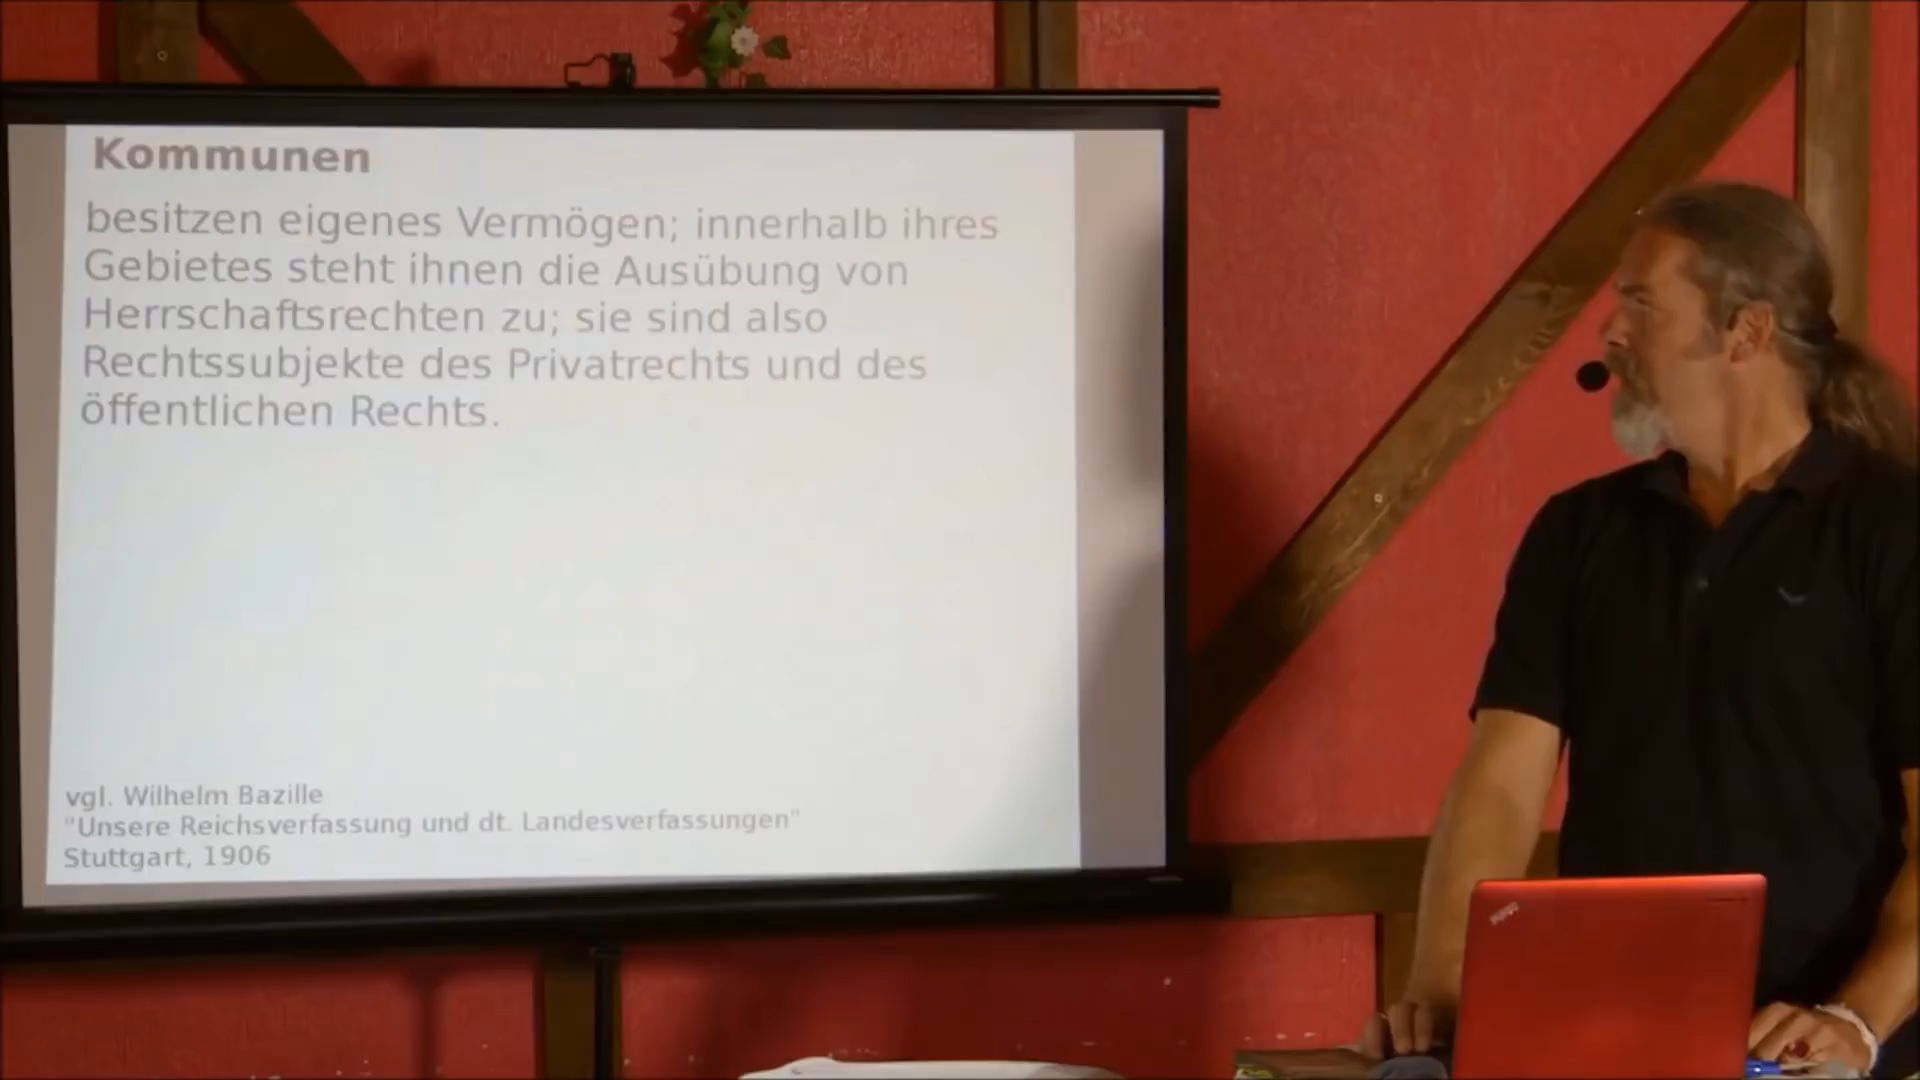 Kommunen
besitzen eigenes Vermögen; innerhalb ihres
Gebietes steht ihnen die Ausübung von
Herrschaftsrechten zu; sie sind also
Rechtssubjekte des Privatrechts und des
öffentlichen Rechts.
vgl. Wilhelm Bazille
"Unsere Reichsverfassung und dt. Landesverfassungen"
Stuttgart, 1906